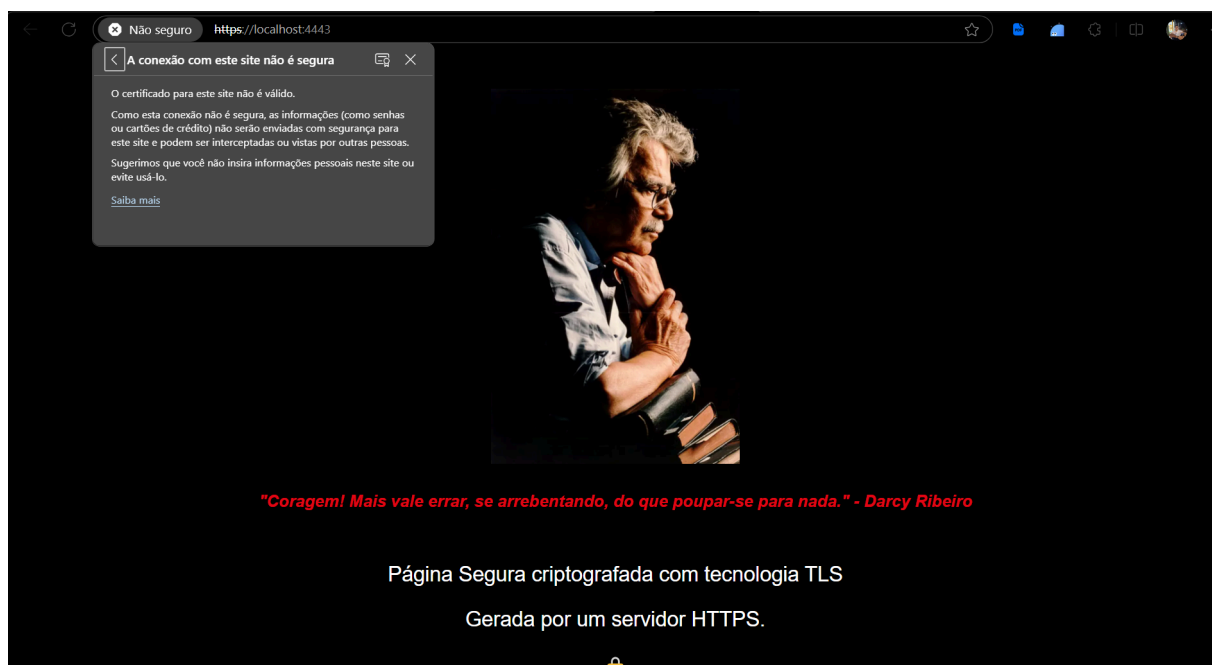 Não seguro https://localhost:4443
A conexão com este site não é segura
O certificado para este site não é válido.
Como esta conexão não é segura, as informações (como senhas
ou cartões de crédito) não serão enviadas com segurança para
este site e podem ser interceptadas ou vistas por outras pessoas.
Sugerimos que você não insira informações pessoais neste site ou
evite usá-lo.
Saiba mais
"Coragem! Mais vale errar, se arrebentando, do que poupar-se para nada." - Darcy Ribeiro
Página Segura criptografada com tecnologia TLS
Gerada por um servidor HTTPS.